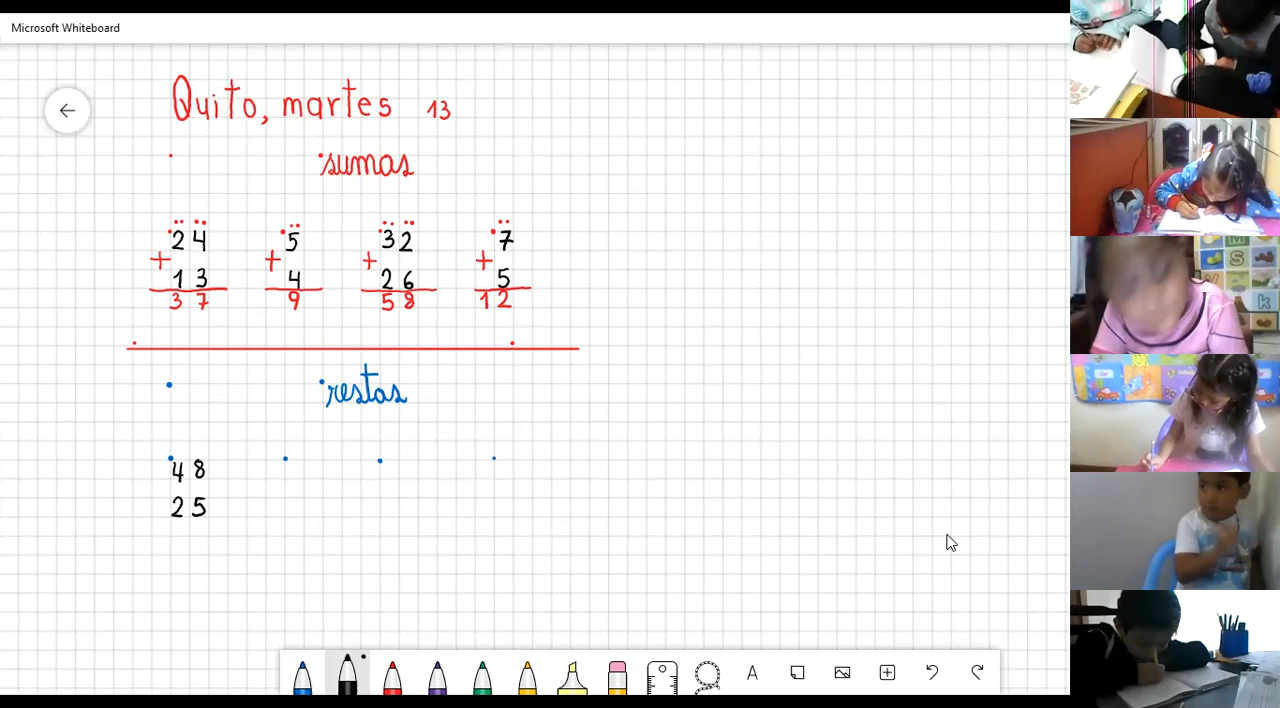 Microsoft Whiteboard
Quito, martes 13
sumas
24 5 32 7
+ + + +
13 4 26 5
37 9 58 12
restas
48
25
A
M
S
k